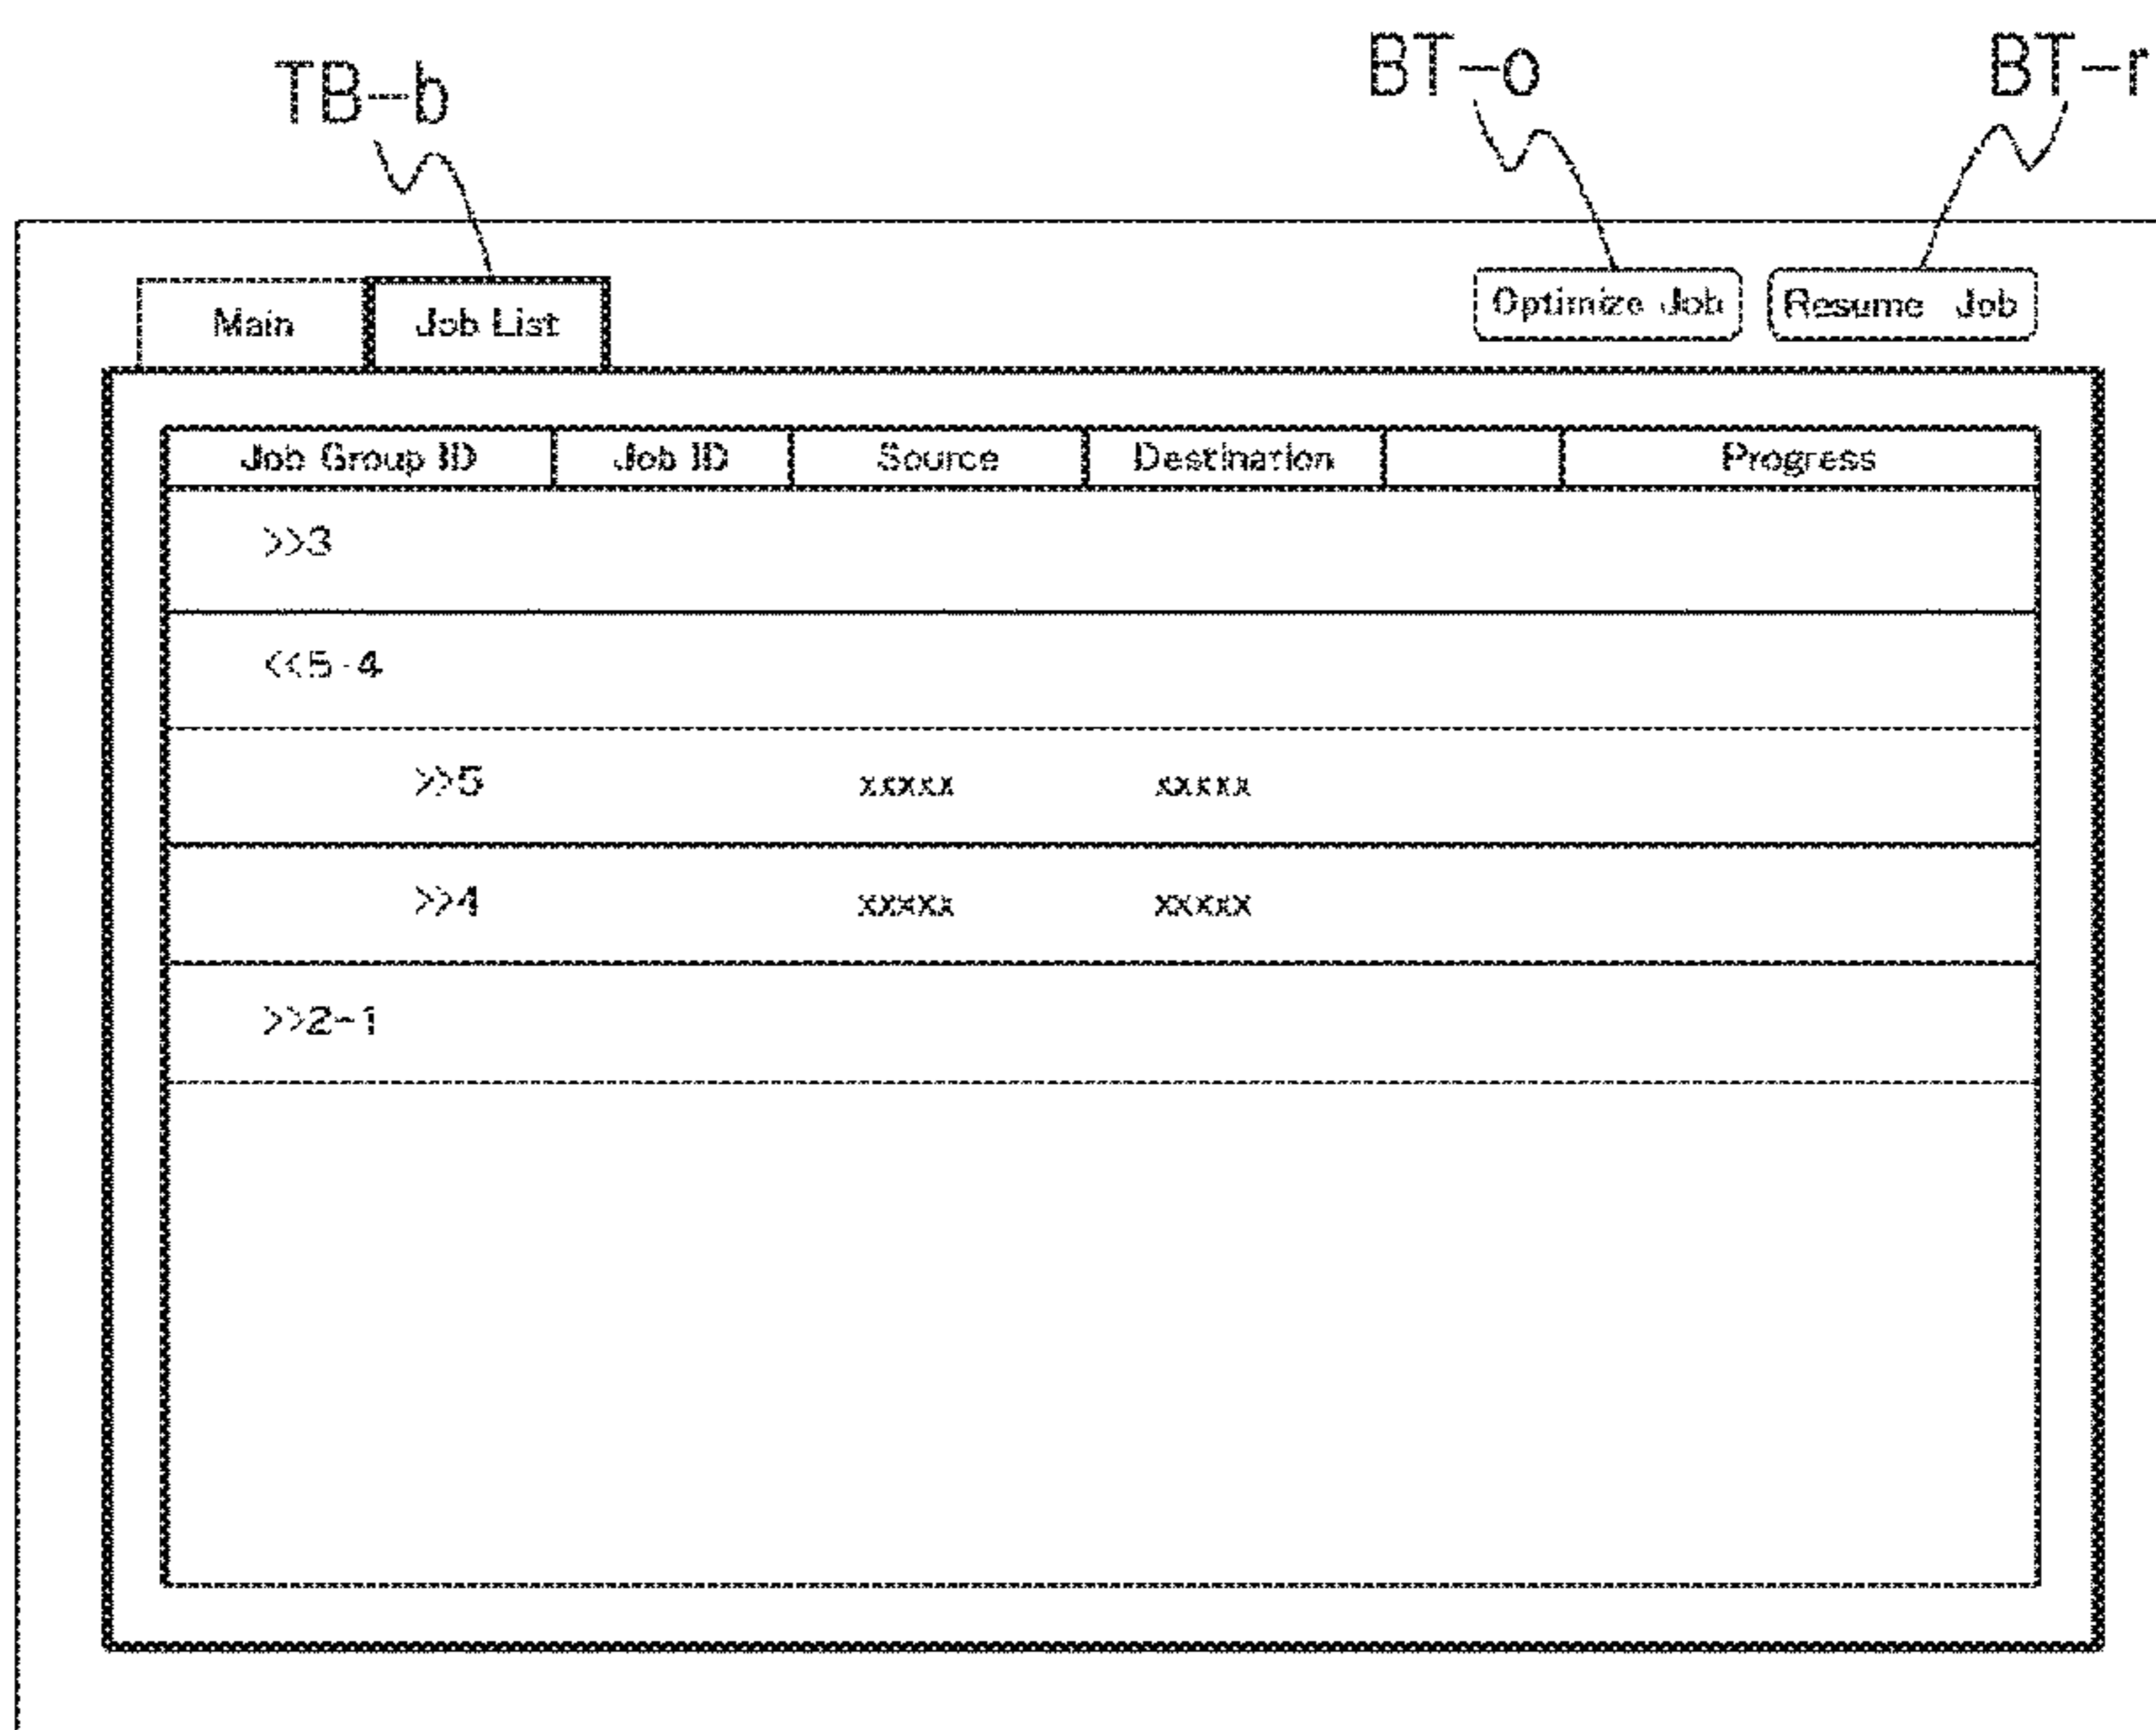 TB-b BT-o BT-r
Main Job List Optimize Job Resume Job
Job Group ID Job ID Source Destination Progress
>>3
<<5-4
>>5 xxxxx xxxxx
>>4 xxxxx xxxxx
>>2-1